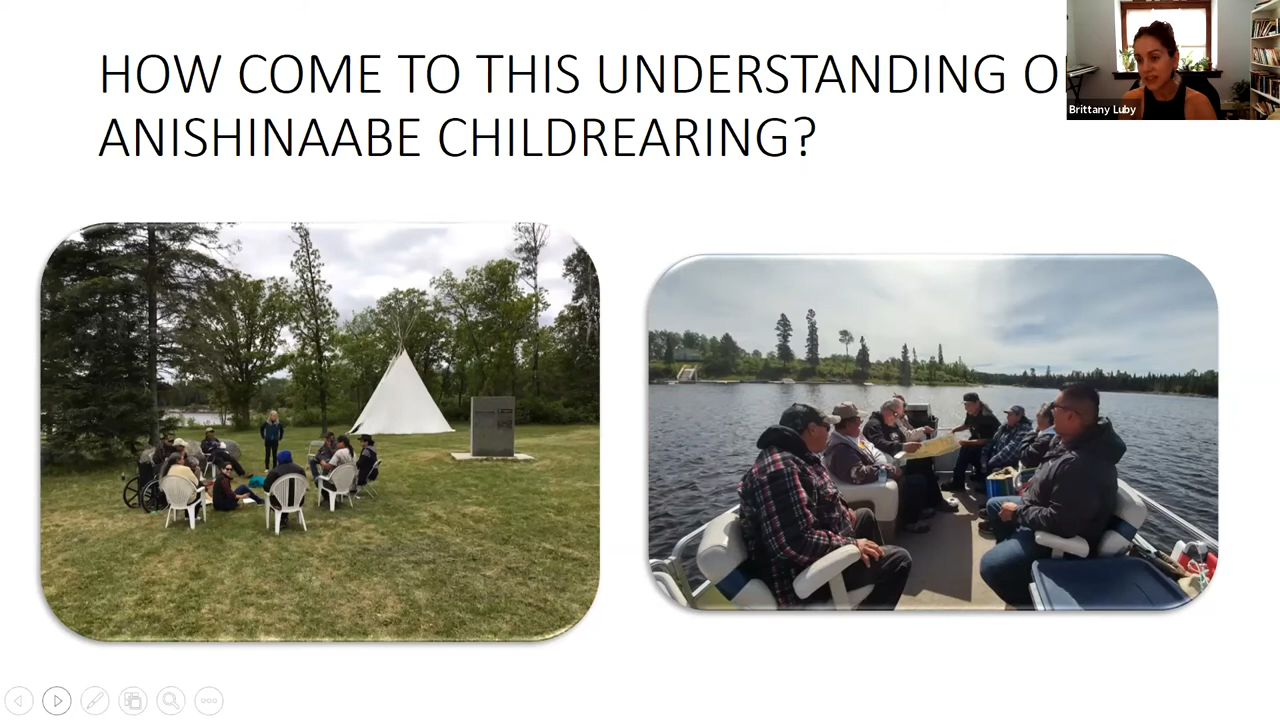 HOW COME TO THIS UNDERSTANDING O
ANISHINAABE CHILDREARING?
Brittany Luby